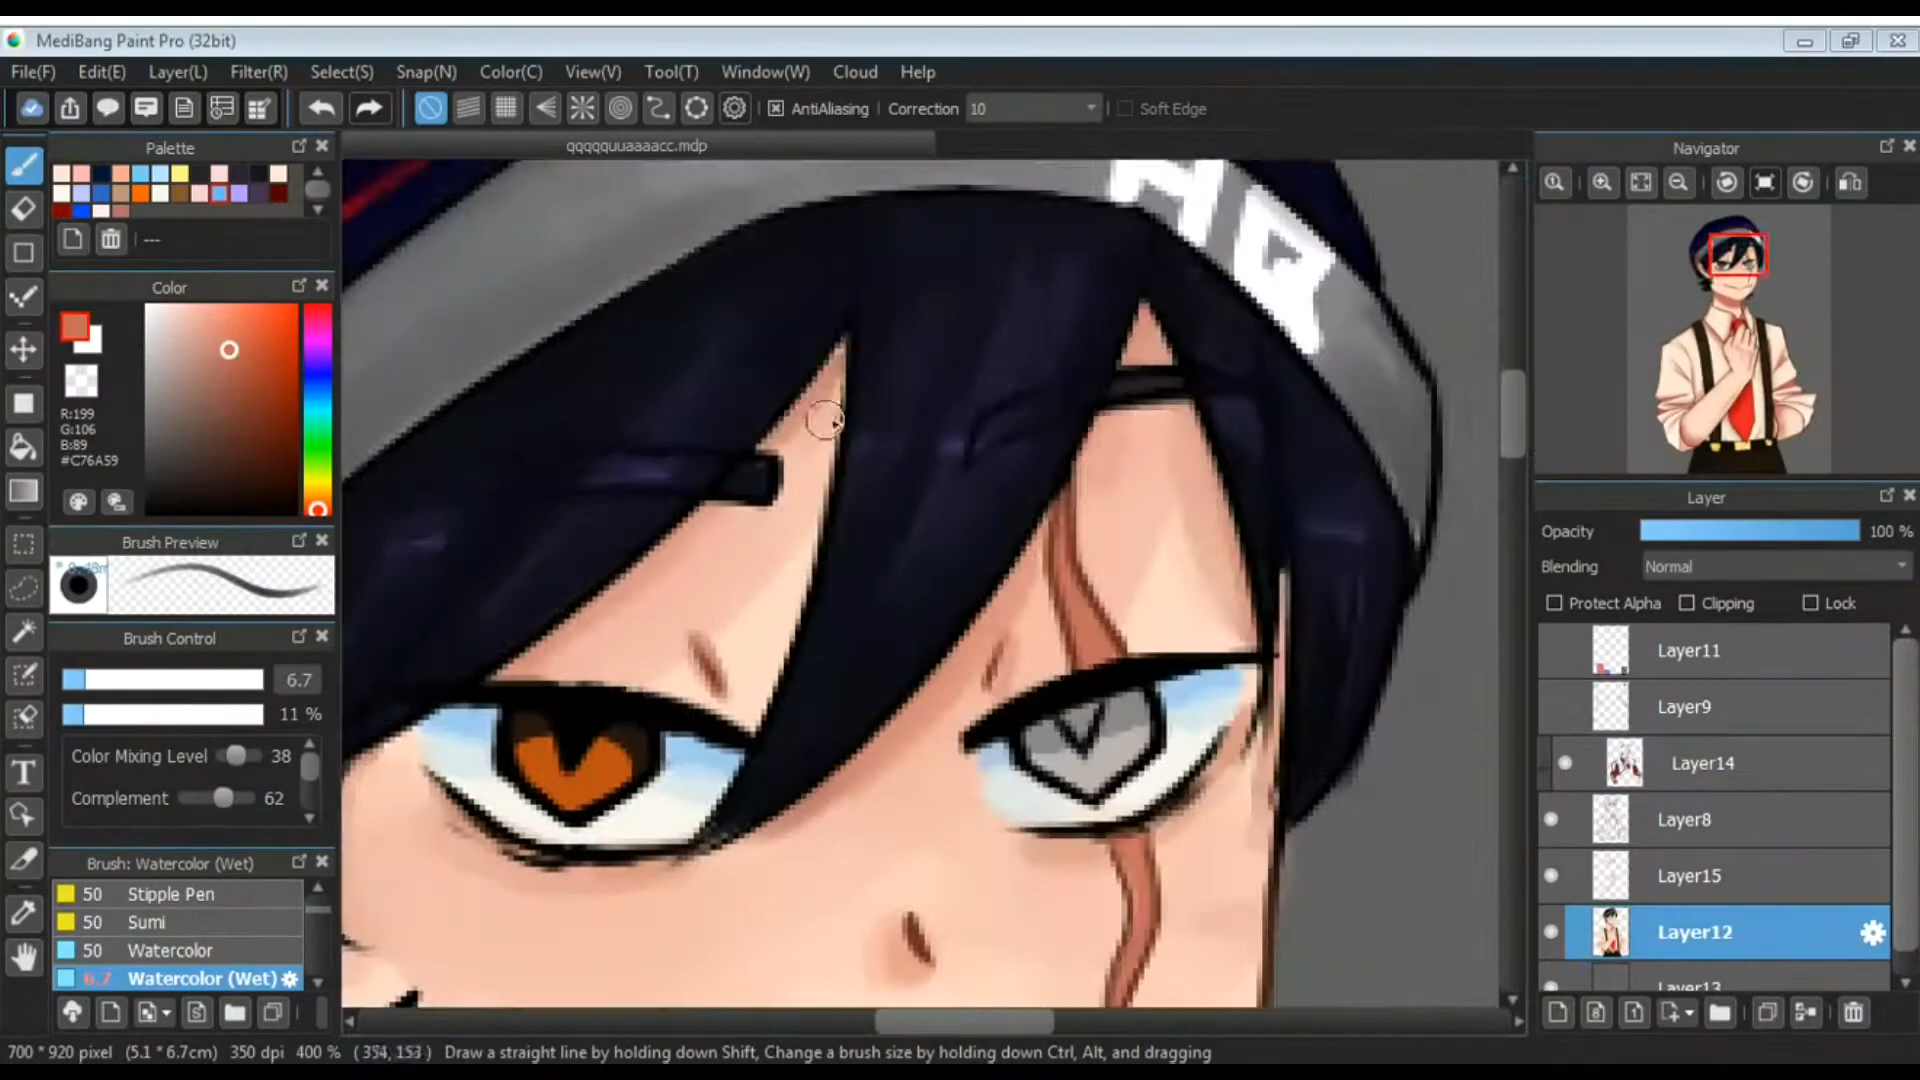 MediBang Paint Pro (32bit)
File(F) Edit(E) Layer(L) Filter(R) Select(S) Snap(N) Color(C) View(V) Tool(T) Window(W) Cloud Help
AntiAliasing Correction 10 Soft Edge
Palette
qqqqquuaaaacc.mdp
Navigator
---
Color
R:199
G:106
B:89
#C76A59
Layer
Opacity 100 %
Blending Normal
Protect Alpha Clipping Lock
Brush Preview
Brush Control
6.7
11 %
Color Mixing Level 38
Complement 62
Brush: Watercolor (Wet)
50 Stipple Pen
50 Sumi
50 Watercolor
6.7 Watercolor (Wet)
Layer11
Layer9
Layer14
Layer8
Layer15
Layer12
Layer13
700 * 920 pixel (5.1 * 6.7cm) 350 dpi 400 % ( 354, 153 ) Draw a straight line by holding down Shift, Change a brush size by holding down Ctrl, Alt, and dragging